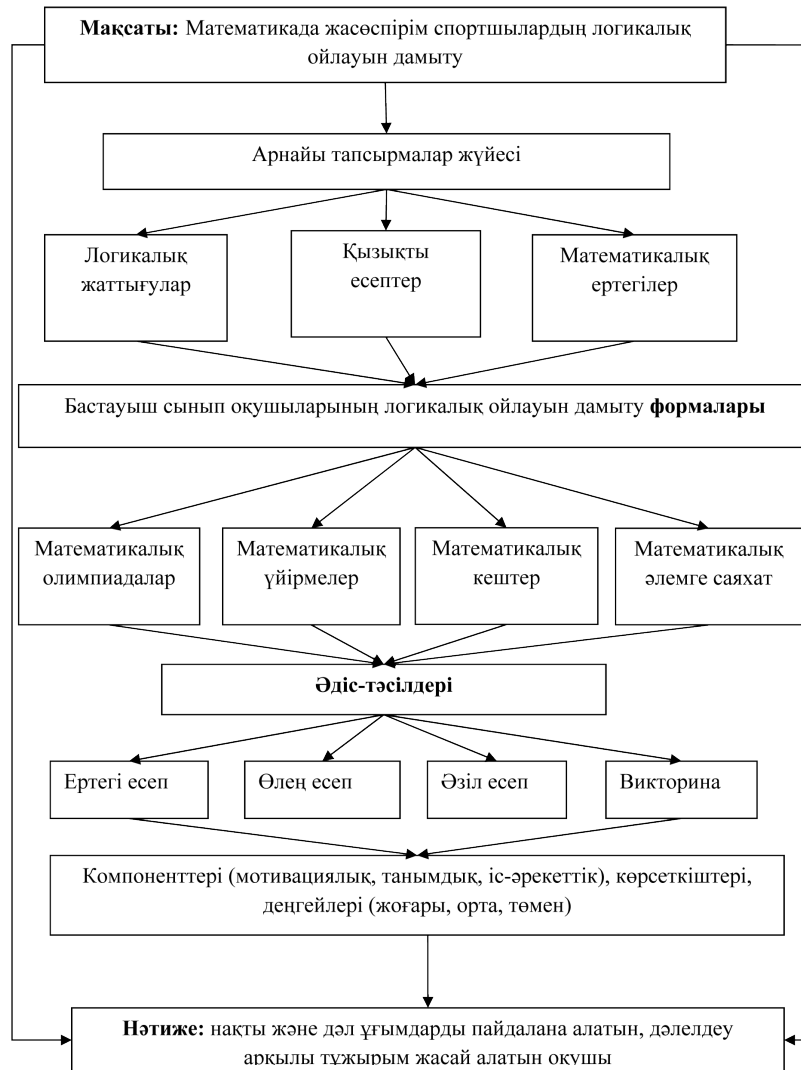 Мақсаты: Математикада жасөспірім спортшылардың логикалық
ойлауын дамыту
Арнайы тапсырмалар жүйесі
Логикалық
жаттығулар
Қызықты
есептер
Математикалық
ертегілер
Бастауыш сынып оқушыларының логикалық ойлауын дамыту формалары
Математикалық
олимпиадалар
Математикалық
үйірмелер
Математикалық
кештер
Математикалық
әлемге саяхат
Әдіс-тәсілдері
Ертегі есеп
Өлең есеп
Әзіл есеп
Викторина
Компоненттері (мотивациялық, танымдық, іс-әрекеттік), көрсеткіштері,
деңгейлері (жоғары, орта, төмен)
Нәтиже: нақты және дәл ұғымдарды пайдалана алатын, дәлелдеу
арқылы тұжырым жасай алатын оқушы